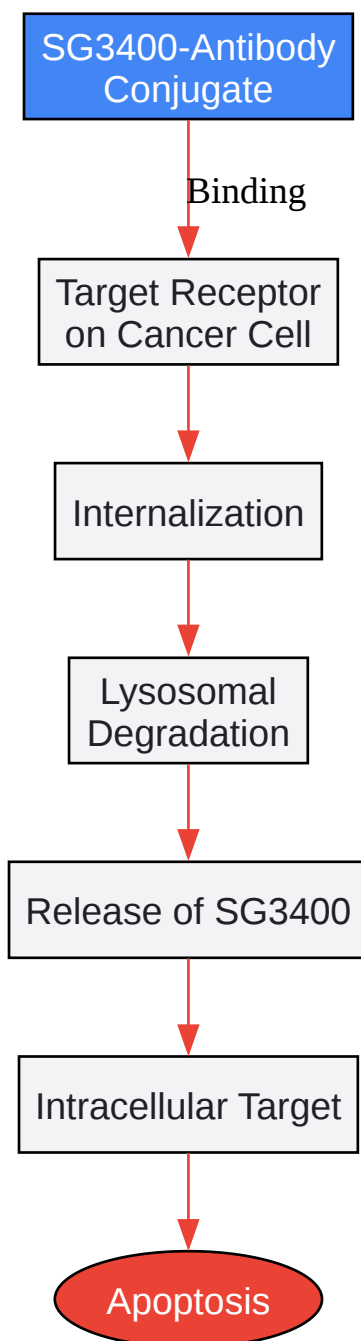 SG3400-Antibody
Conjugate
Binding
Target Receptor
on Cancer Cell
Internalization
Lysosomal
Degradation
Release of SG3400
Intracellular Target
Apoptosis